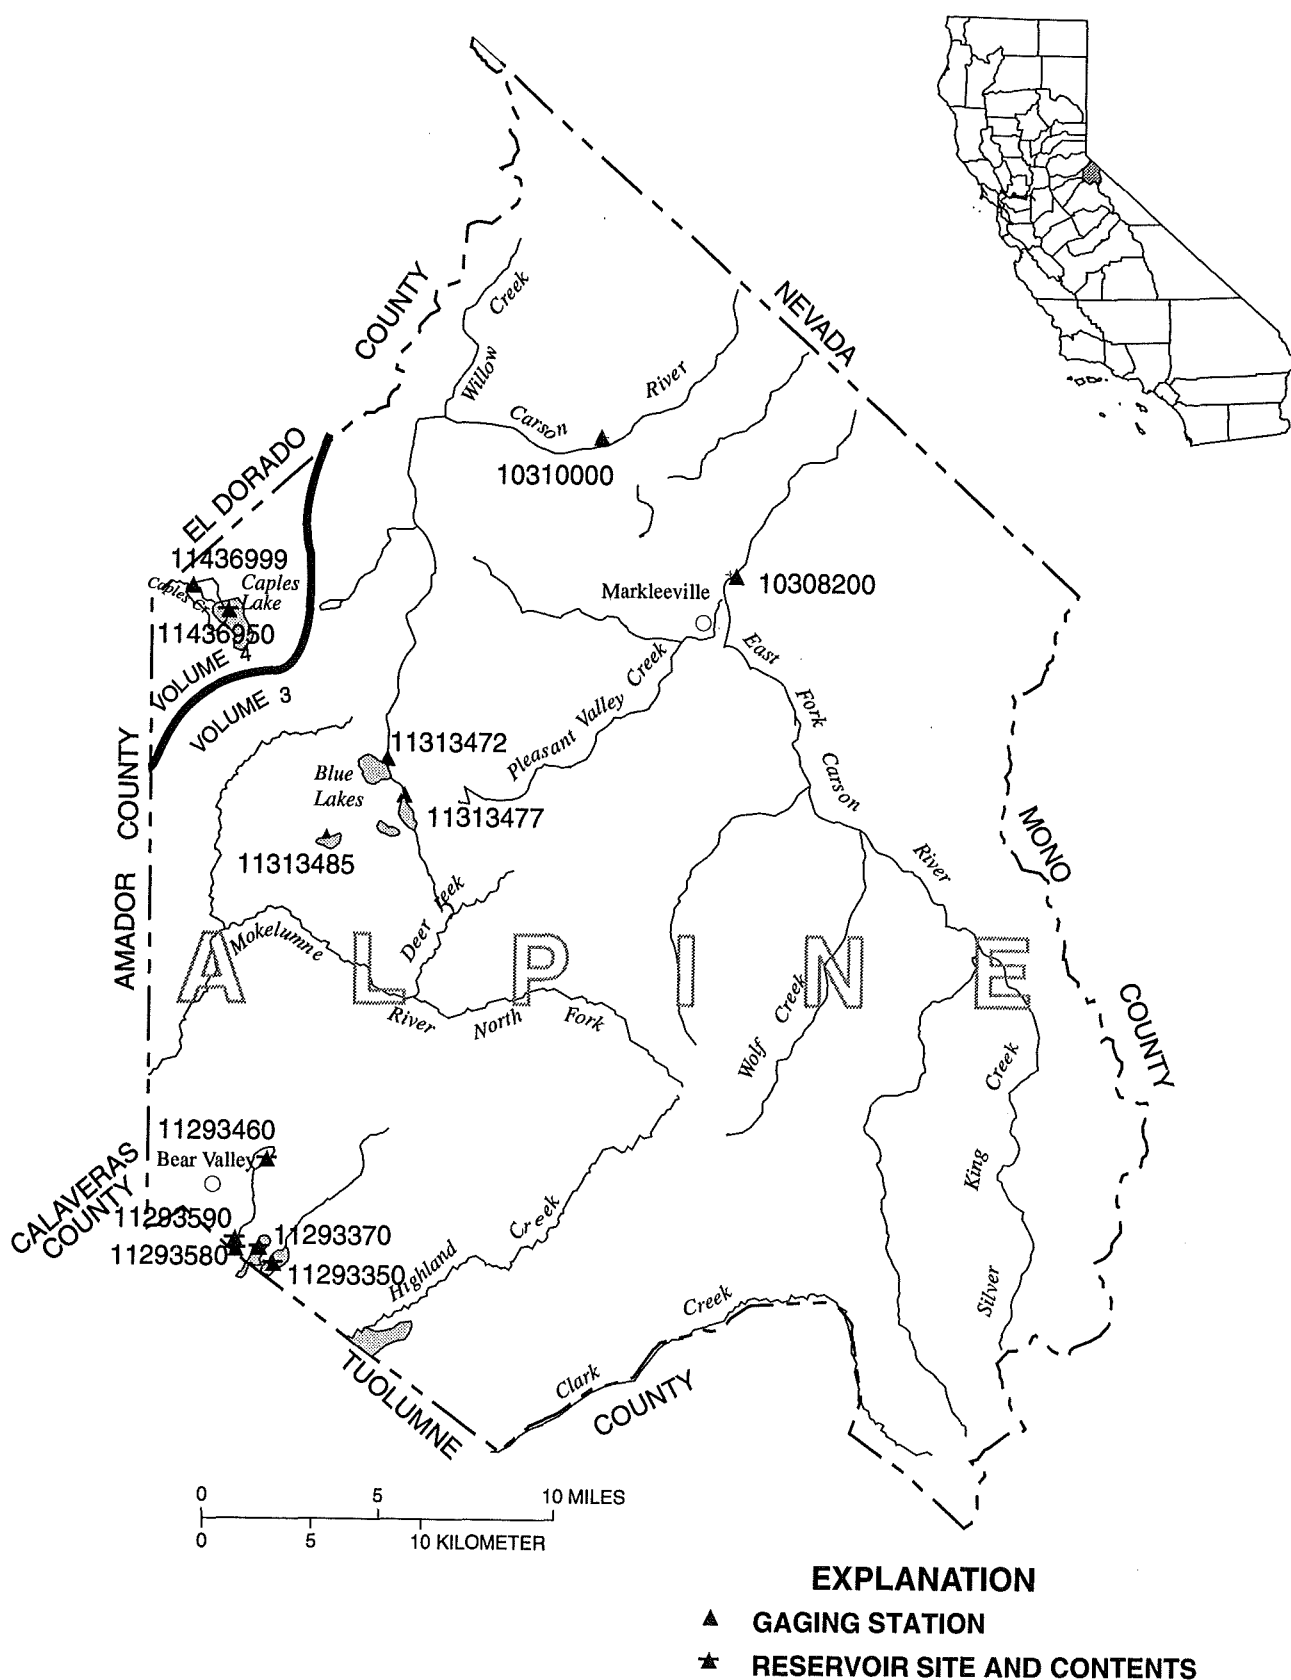 NEVADA
COUNTY
EL DORADO
Willow Creek
Carson River
10310000
11436999
Caples Cr
Caples
Lake
11436950
VOLUME 4
VOLUME 3
Markleeville
10308200
East Fork Carson River
Pleasant Valley Creek
AMADOR COUNTY
11313472
Blue
Lakes
11313477
11313485
MONO COUNTY
Deer reek
ALPINE
Mokelumne River North Fork
Wolf Creek
Silver King Creek
11293460
Bear Valley
CALAVERAS
COUNTY
11293590
11293370
11293580
11293350
Highland Creek
Clark Creek
TUOLUMNE COUNTY
0 5 10 MILES
0 5 10 KILOMETER
EXPLANATION
GAGING STATION
RESERVOIR SITE AND CONTENTS